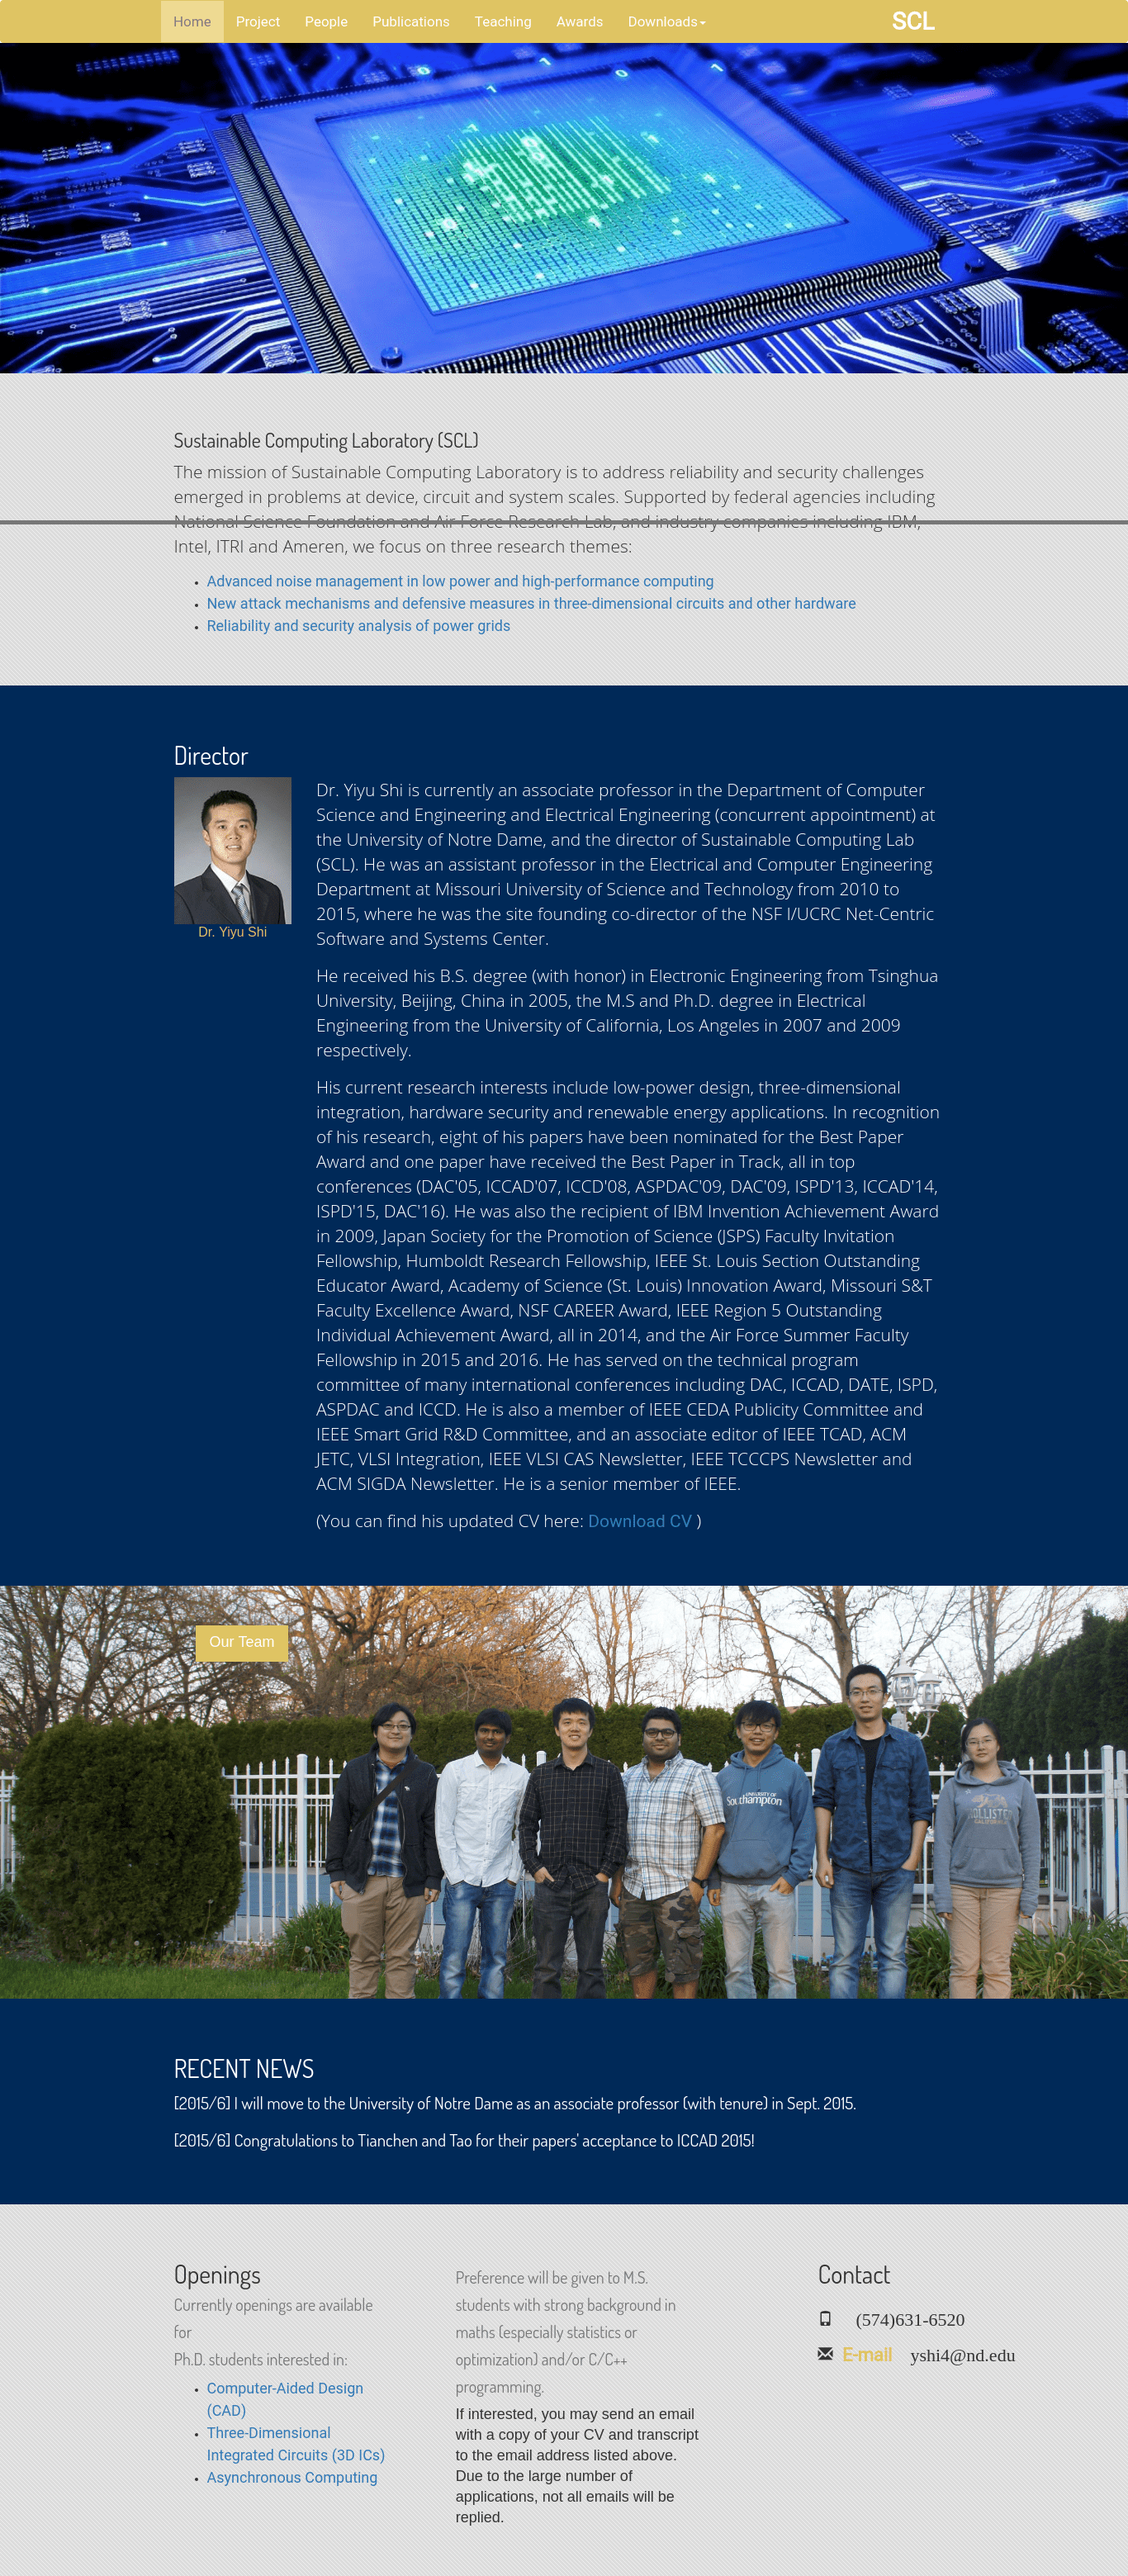 Home Project People Publications Teaching Awards Downloads SCL
Sustainable Computing Laboratory (SCL)
The mission of Sustainable Computing Laboratory is to address reliability and security challenges
emerged in problems at device, circuit and system scales. Supported by federal agencies including
National Science Foundation and Air Force Research Lab, and industry companies including IBM,
Intel, ITRI and Ameren, we focus on three research themes:
Advanced noise management in low power and high-performance computing
New attack mechanisms and defensive measures in three-dimensional circuits and other hardware
Reliability and security analysis of power grids
Director
Dr. Yiyu Shi
Dr. Yiyu Shi is currently an associate professor in the Department of Computer
Science and Engineering and Electrical Engineering (concurrent appointment) at
the University of Notre Dame, and the director of Sustainable Computing Lab
(SCL). He was an assistant professor in the Electrical and Computer Engineering
Department at Missouri University of Science and Technology from 2010 to
2015, where he was the site founding co-director of the NSF I/UCRC Net-Centric
Software and Systems Center.
He received his B.S. degree (with honor) in Electronic Engineering from Tsinghua
University, Beijing, China in 2005, the M.S and Ph.D. degree in Electrical
Engineering from the University of California, Los Angeles in 2007 and 2009
respectively.
His current research interests include low-power design, three-dimensional
integration, hardware security and renewable energy applications. In recognition
of his research, eight of his papers have been nominated for the Best Paper
Award and one paper have received the Best Paper in Track, all in top
conferences (DAC'05, ICCAD'07, ICCD'08, ASPDAC'09, DAC'09, ISPD'13, ICCAD'14,
ISPD'15, DAC'16). He was also the recipient of IBM Invention Achievement Award
in 2009, Japan Society for the Promotion of Science (JSPS) Faculty Invitation
Fellowship, Humboldt Research Fellowship, IEEE St. Louis Section Outstanding
Educator Award, Academy of Science (St. Louis) Innovation Award, Missouri S&T
Faculty Excellence Award, NSF CAREER Award, IEEE Region 5 Outstanding
Individual Achievement Award, all in 2014, and the Air Force Summer Faculty
Fellowship in 2015 and 2016. He has served on the technical program
committee of many international conferences including DAC, ICCAD, DATE, ISPD,
ASPDAC and ICCD. He is also a member of IEEE CEDA Publicity Committee and
IEEE Smart Grid R&D Committee, and an associate editor of IEEE TCAD, ACM
JETC, VLSI Integration, IEEE VLSI CAS Newsletter, IEEE TCCCPS Newsletter and
ACM SIGDA Newsletter. He is a senior member of IEEE.
(You can find his updated CV here: Download CV )
Our Team
UNIVERSITY OF
Southampton
HOLLISTER
CALIFORNIA
RECENT NEWS
[2015/6] I will move to the University of Notre Dame as an associate professor (with tenure) in Sept. 2015.
[2015/6] Congratulations to Tianchen and Tao for their papers' acceptance to ICCAD 2015!
Openings
Currently openings are available
for
Ph.D. students interested in:
Computer-Aided Design
(CAD)
Three-Dimensional
Integrated Circuits (3D ICs)
Asynchronous Computing
Preference will be given to M.S.
students with strong background in
maths (especially statistics or
optimization) and/or C/C++
programming.
If interested, you may send an email
with a copy of your CV and transcript
to the email address listed above.
Due to the large number of
applications, not all emails will be
replied.
Contact
(574)631-6520
E-mail yshi4@nd.edu